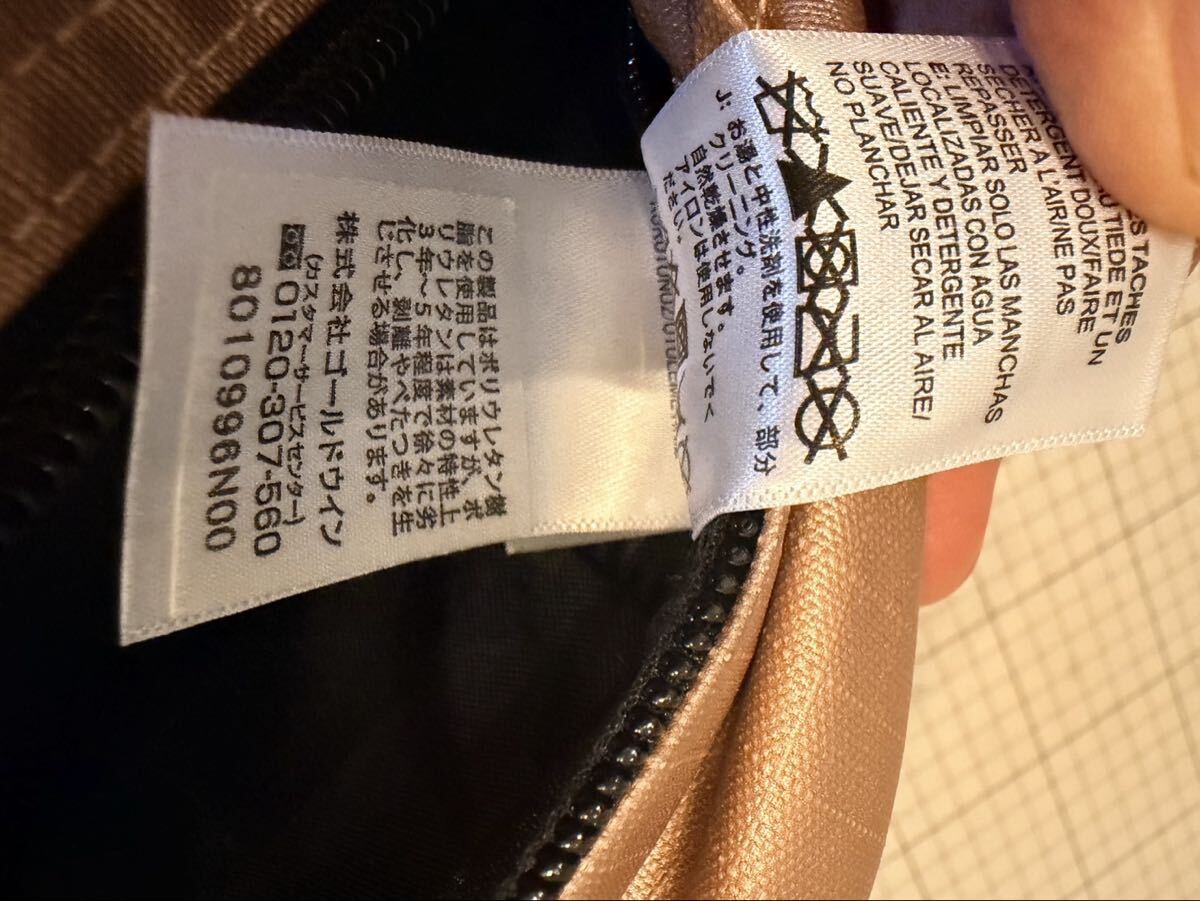 この製品はポリウレタン樹
脂を使用していますが、ポ
リウレタンは素材の特性上
3年～5年程度で徐々に劣
化し、剥離やべたつきを生
じさせる場合があります。
株式会社ゴールドウイン
(カスタマーサービスセンター)
0120-307-560
8010996N00
ES TACHES
AU TIEDE ET UN
DETERGENT DOUX/FAIRE
SECHER A L'AIR/NE PAS
REPASSER
E: LIMPIAR SOLO LAS MANCHAS
LOCALIZADAS CON AGUA
CALIENTE Y DETERGENTE
SUAVE/DEJAR SECAR AL AIRE/
NO PLANCHAR
J: お湯と中性洗剤を使用して、部分
クリーニング。
自然乾燥させます。
アイロンは使用しないでく
ださい。